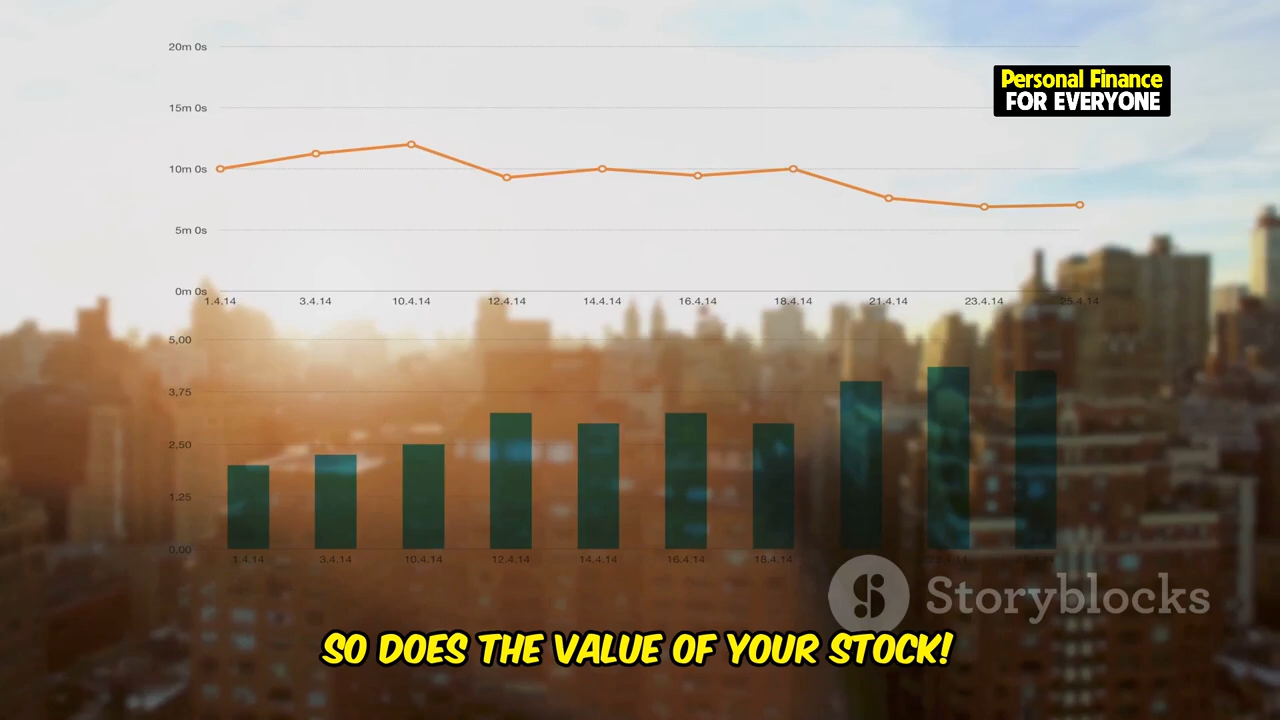 20m 0s
Personal Finance
FOR EVERYONE
15m 0s
10m 0s
5m 0s
0m 0s
1.4.14 3.4.14 10.4.14 12.4.14 14.4.14 16.4.14 18.4.14 21.4.14 23.4.14 25.4.14
5,00
3,75
2,50
1,25
0,00
1.4.14 3.4.14 10.4.14 12.4.14 14.4.14 16.4.14 18.4.14
Storyblocks
SO DOES THE VALUE OF YOUR STOCK!